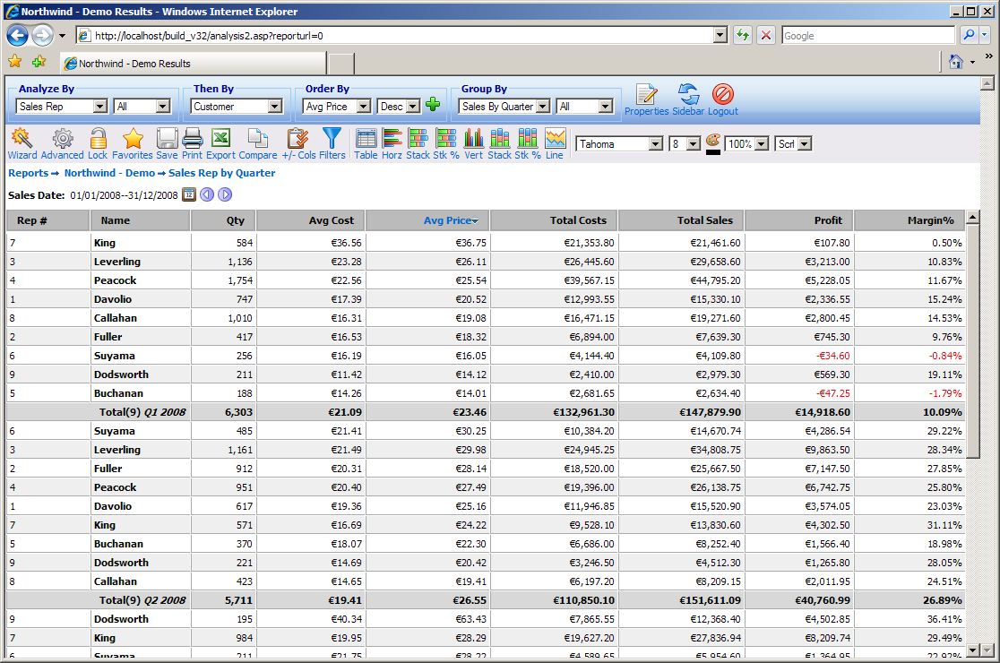 Northwind - Demo Results - Windows Internet Explorer
http://localhost/build_v32/analysis2.asp?reporturl=0 Google
Northwind - Demo Results »
Analyze By Then By Order By Group By
Sales Rep All Customer Avg Price Desc Sales By Quarter All Properties Sidebar Logout
Wizard Advanced Lock Favorites Save Print Export Compare +/- Cols Filters Table Horz Stack Stk % Vert Stack Stk % Line Tahoma 8 100% Scrl
Reports Northwind - Demo Sales Rep by Quarter
Sales Date: 01/01/2008--31/12/2008 12
Rep # Name Qty Avg Cost Avg Price Total Costs Total Sales Profit Margin%
7 King 584 €36.56 €36.75 €21,353.80 €21,461.60 €107.80 0.50%
3 Leverling 1,136 €23.28 €26.11 €26,445.60 €29,658.60 €3,213.00 10.83%
4 Peacock 1,754 €22.56 €25.54 €39,567.15 €44,795.20 €5,228.05 11.67%
1 Davolio 747 €17.39 €20.52 €12,993.55 €15,330.10 €2,336.55 15.24%
8 Callahan 1,010 €16.31 €19.08 €16,471.15 €19,271.60 €2,800.45 14.53%
2 Fuller 417 €16.53 €18.32 €6,894.00 €7,639.30 €745.30 9.76%
6 Suyama 256 €16.19 €16.05 €4,144.40 €4,109.80 -€34.60 -0.84%
9 Dodsworth 211 €11.42 €14.12 €2,410.00 €2,979.30 €569.30 19.11%
5 Buchanan 188 €14.26 €14.01 €2,681.65 €2,634.40 -€47.25 -1.79%
Total(9) Q1 2008 6,303 €21.09 €23.46 €132,961.30 €147,879.90 €14,918.60 10.09%
6 Suyama 485 €21.41 €30.25 €10,384.20 €14,670.74 €4,286.54 29.22%
3 Leverling 1,161 €21.49 €29.98 €24,945.25 €34,808.75 €9,863.50 28.34%
2 Fuller 912 €20.31 €28.14 €18,520.00 €25,667.50 €7,147.50 27.85%
4 Peacock 951 €20.40 €27.49 €19,396.00 €26,138.75 €6,742.75 25.80%
1 Davolio 617 €19.36 €25.16 €11,946.85 €15,520.90 €3,574.05 23.03%
7 King 571 €16.69 €24.22 €9,528.10 €13,830.60 €4,302.50 31.11%
5 Buchanan 370 €18.07 €22.30 €6,686.00 €8,252.40 €1,566.40 18.98%
9 Dodsworth 221 €14.69 €20.42 €3,246.50 €4,512.30 €1,265.80 28.05%
8 Callahan 423 €14.65 €19.41 €6,197.20 €8,209.15 €2,011.95 24.51%
Total(9) Q2 2008 5,711 €19.41 €26.55 €110,850.10 €151,611.09 €40,760.99 26.89%
9 Dodsworth 195 €40.34 €63.43 €7,865.55 €12,368.40 €4,502.85 36.41%
7 King 984 €19.95 €28.29 €19,627.20 €27,836.94 €8,209.74 29.49%
6 Suyama 211 €21.75 €28.22 €4,589.65 €5,954.60 €1,364.95 22.92%